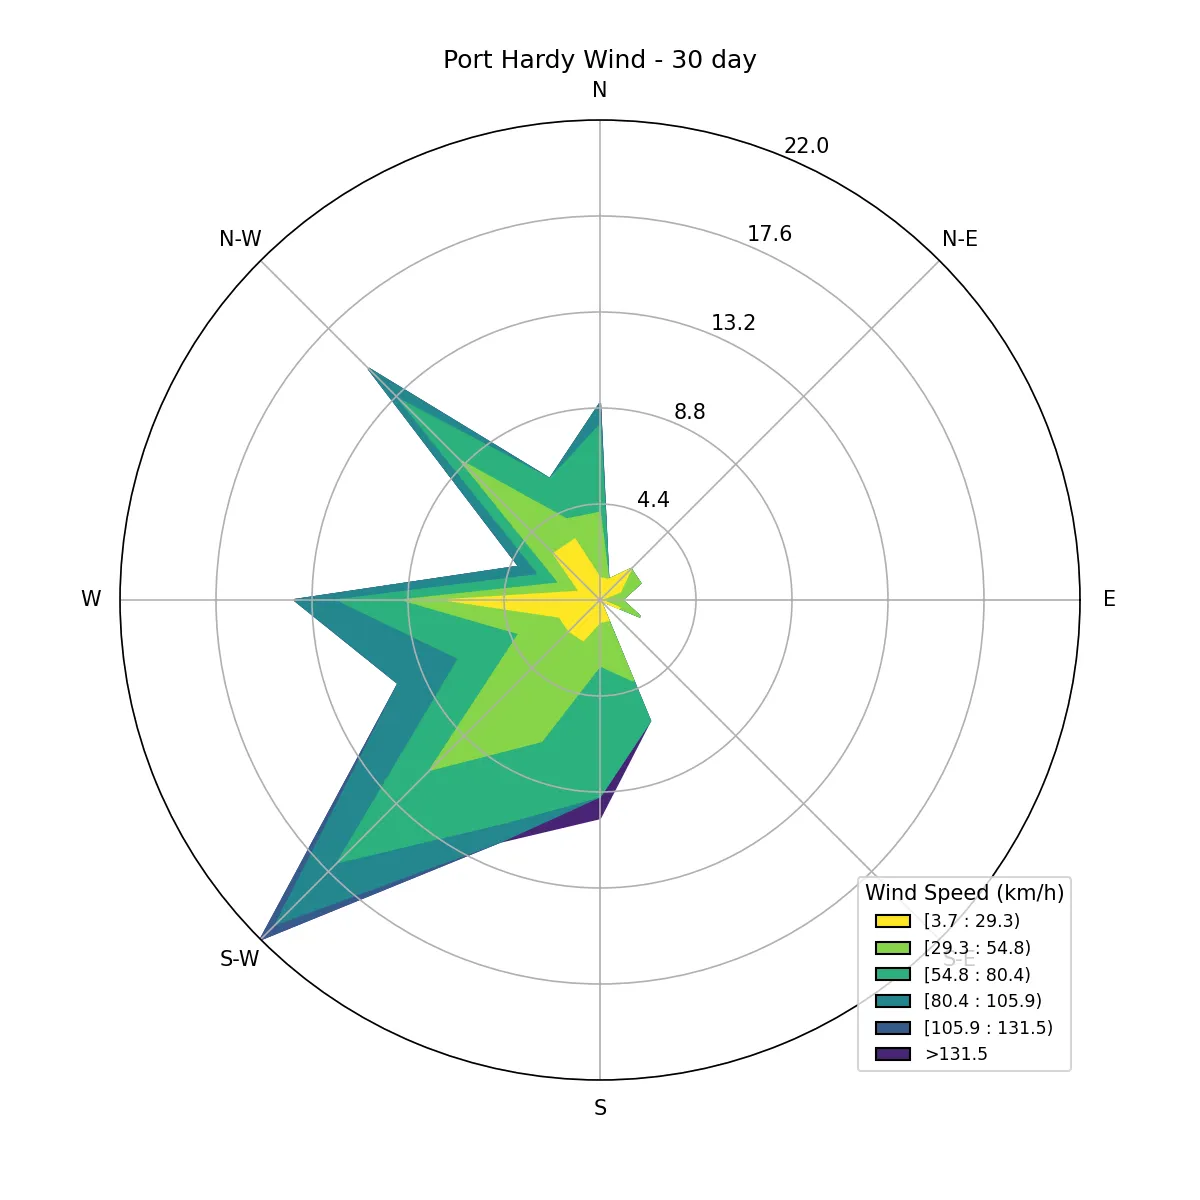 Port Hardy Wind - 30 day
N
22.0
17.6
N-W
N-E
13.2
8.8
4.4
W
E
Wind Speed (km/h)
[3.7 : 29.3)
[29.3 : 54.8)
S-W
S-E
[54.8 : 80.4)
[80.4 : 105.9)
[105.9 : 131.5)
>131.5
S